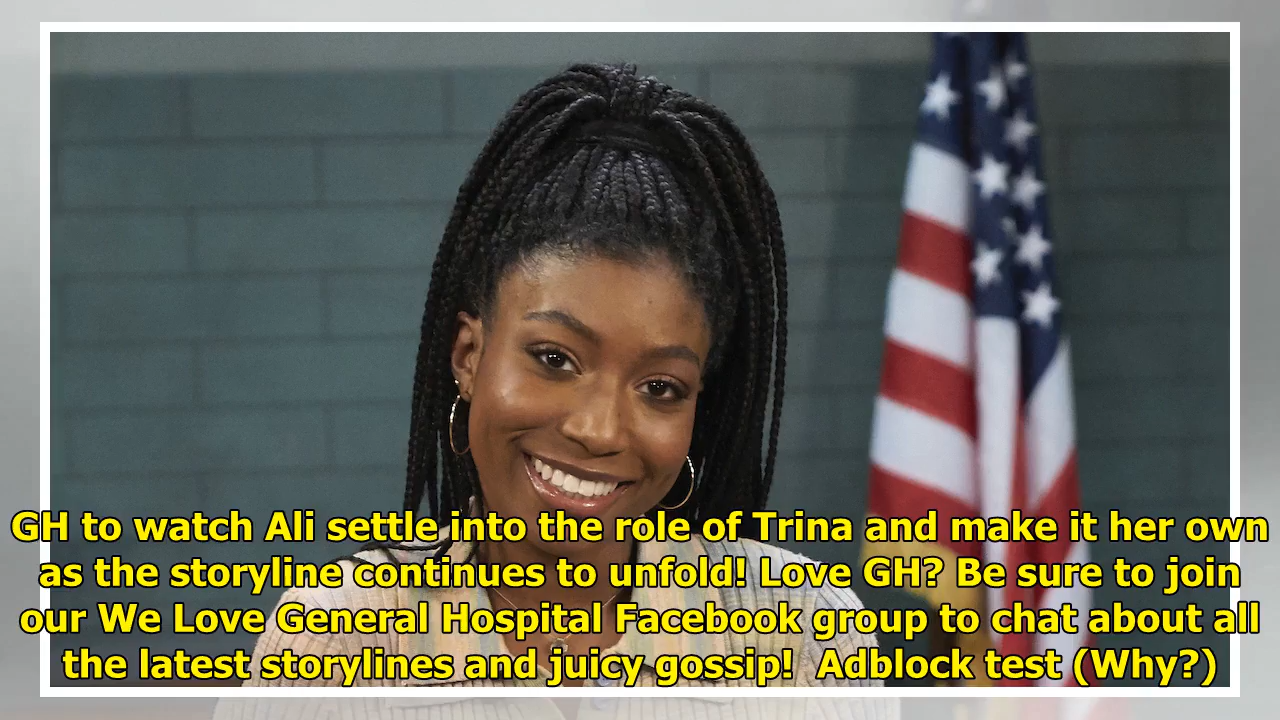 GH to watch Ali settle into the role of Trina and make it her own
as the storyline continues to unfold! Love GH? Be sure to join
our We Love General Hospital Facebook group to chat about all
the latest storylines and juicy gossip!  Adblock test (Why?)